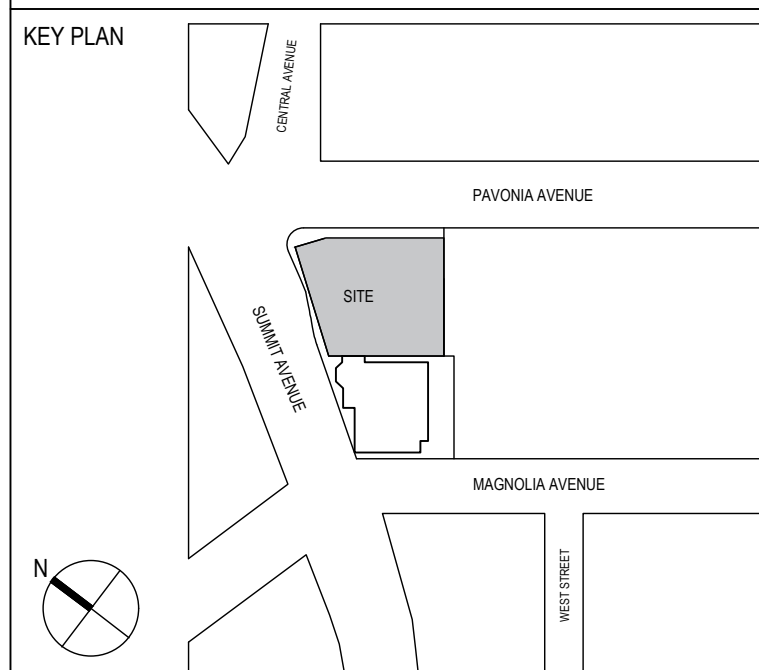 KEY PLAN
CENTRAL AVENUE
PAVONIA AVENUE
SITE
SUMMIT AVENUE
MAGNOLIA AVENUE
WEST STREET
N